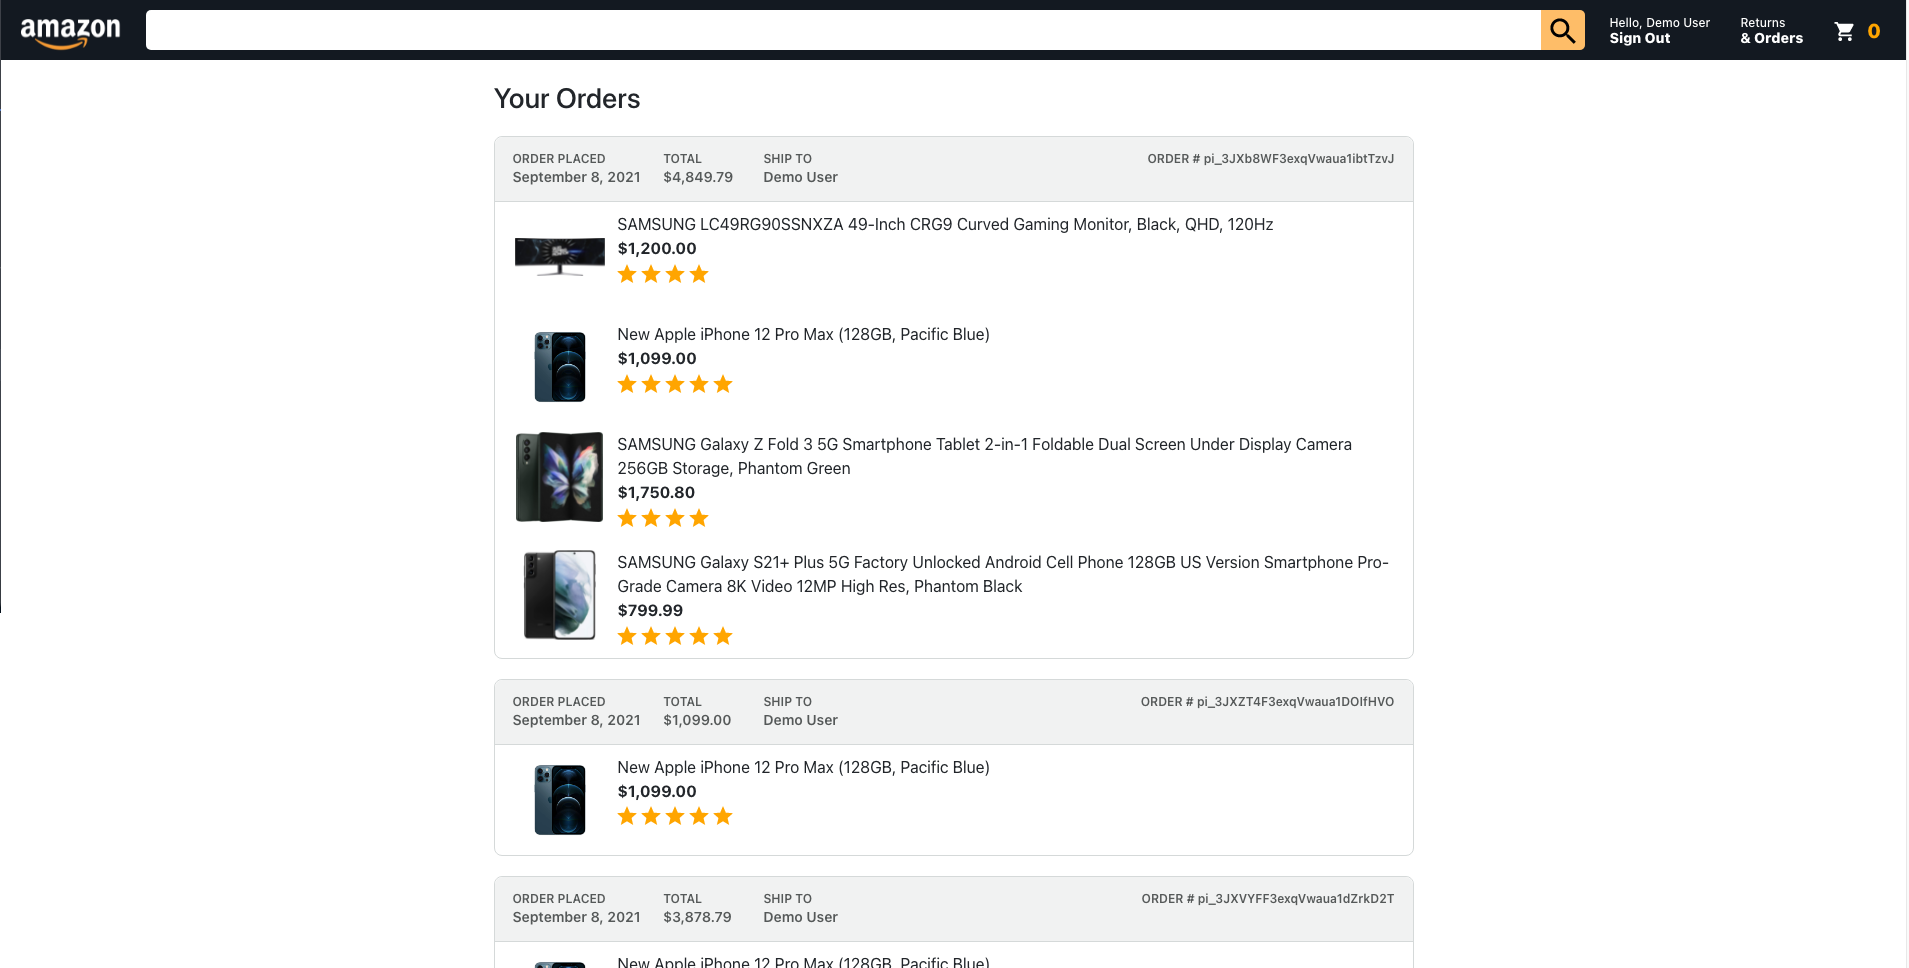 amazon
Hello, Demo User
Sign Out
Returns
& Orders
0
Your Orders
ORDER PLACED
September 8, 2021
TOTAL
$4,849.79
SHIP TO
Demo User
ORDER # pi_3JXb8WF3exqVwaua1ibtTzvJ
SAMSUNG LC49RG90SSNXZA 49-Inch CRG9 Curved Gaming Monitor, Black, QHD, 120Hz
$1,200.00
New Apple iPhone 12 Pro Max (128GB, Pacific Blue)
$1,099.00
SAMSUNG Galaxy Z Fold 3 5G Smartphone Tablet 2-in-1 Foldable Dual Screen Under Display Camera
256GB Storage, Phantom Green
$1,750.80
SAMSUNG Galaxy S21+ Plus 5G Factory Unlocked Android Cell Phone 128GB US Version Smartphone Pro-
Grade Camera 8K Video 12MP High Res, Phantom Black
$799.99
ORDER PLACED
September 8, 2021
TOTAL
$1,099.00
SHIP TO
Demo User
ORDER # pi_3JXZT4F3exqVwaua1DOIfHVO
New Apple iPhone 12 Pro Max (128GB, Pacific Blue)
$1,099.00
ORDER PLACED
September 8, 2021
TOTAL
$3,878.79
SHIP TO
Demo User
ORDER # pi_3JXVYFF3exqVwaua1dZrkD2T
New Apple iPhone 12 Pro Max (128GB, Pacific Blue)